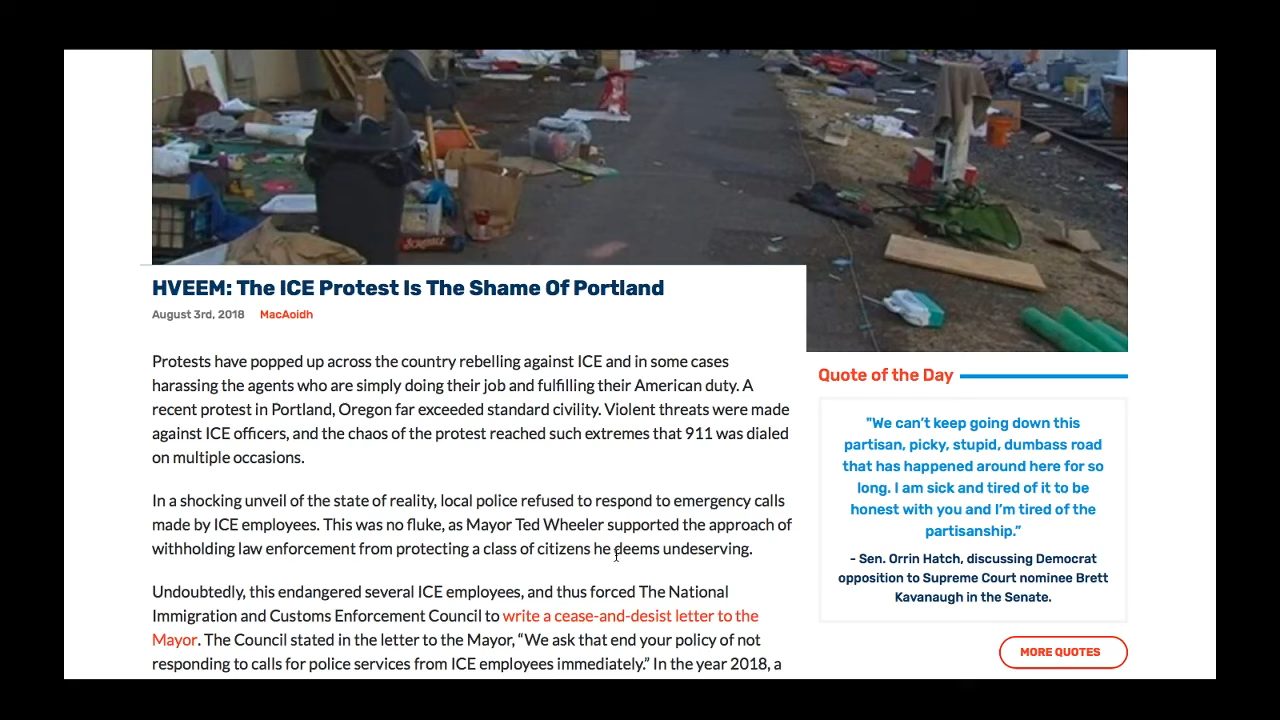 SCRABBLE
HVEEM: The ICE Protest Is The Shame Of Portland
August 3rd, 2018 MacAoidh
Protests have popped up across the country rebelling against ICE and in some cases
harassing the agents who are simply doing their job and fulfilling their American duty. A
recent protest in Portland, Oregon far exceeded standard civility. Violent threats were made
against ICE officers, and the chaos of the protest reached such extremes that 911 was dialed
on multiple occasions.
In a shocking unveil of the state of reality, local police refused to respond to emergency calls
made by ICE employees. This was no fluke, as Mayor Ted Wheeler supported the approach of
withholding law enforcement from protecting a class of citizens he deems undeserving.
Undoubtedly, this endangered several ICE employees, and thus forced The National
Immigration and Customs Enforcement Council to write a cease-and-desist letter to the
Mayor. The Council stated in the letter to the Mayor, “We ask that end your policy of not
responding to calls for police services from ICE employees immediately.” In the year 2018, a
Quote of the Day
"We can’t keep going down this
partisan, picky, stupid, dumbass road
that has happened around here for so
long. I am sick and tired of it to be
honest with you and I’m tired of the
partisanship.”
- Sen. Orrin Hatch, discussing Democrat
opposition to Supreme Court nominee Brett
Kavanaugh in the Senate.
MORE QUOTES